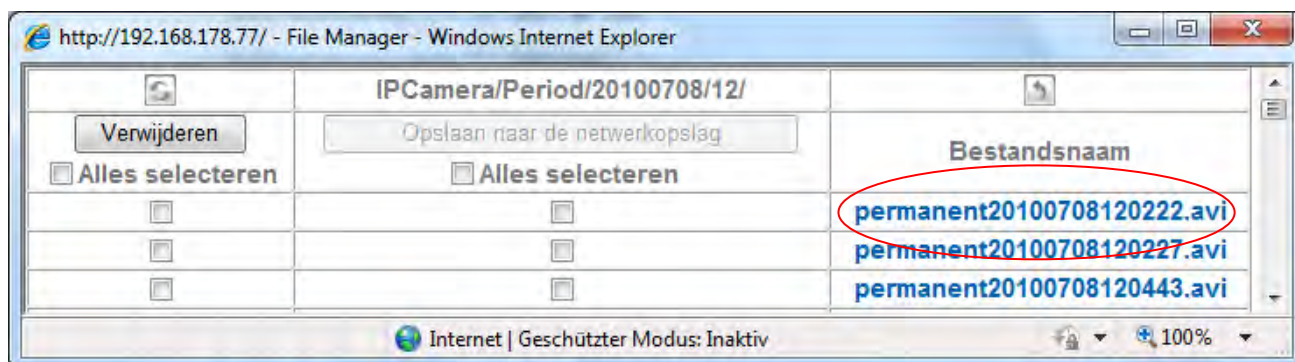 http://192.168.178.77/ - File Manager - Windows Internet Explorer
IPCamera/Period/20100708/12/
Verwijderen
Opslaan naar de netwerkopslag
Bestandsnaam
Alles selecteren
Alles selecteren
permanent20100708120222.avi
permanent20100708120227.avi
permanent20100708120443.avi
Internet | Geschützter Modus: Inaktiv
100%